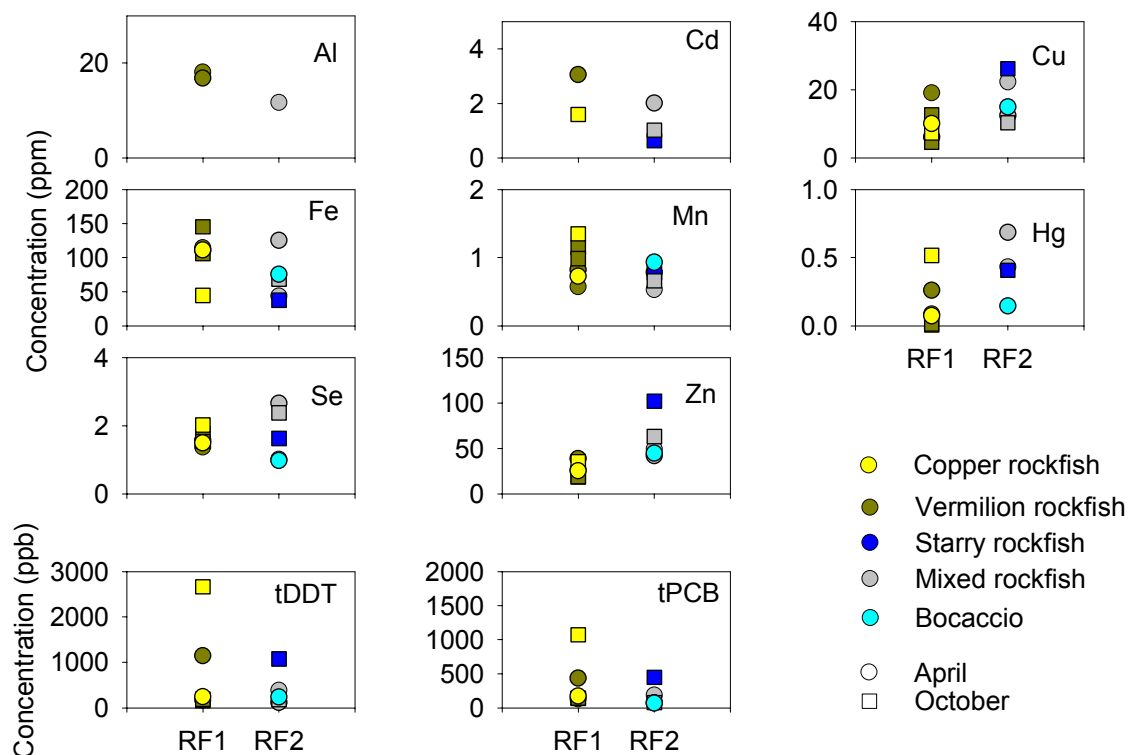 Concentration (ppm)
Al
20
0
Cd
4
2
0
Cu
40
20
0
Fe
200
150
100
50
0
Mn
2
1
0
Hg
1.0
0.5
0.0
RF1 RF2
Se
4
2
0
Zn
150
100
50
0
Concentration (ppb)
tDDT
3000
2000
1000
0
RF1 RF2
tPCB
2000
1500
1000
500
0
RF1 RF2
Copper rockfish
Vermilion rockfish
Starry rockfish
Mixed rockfish
Bocaccio
April
October